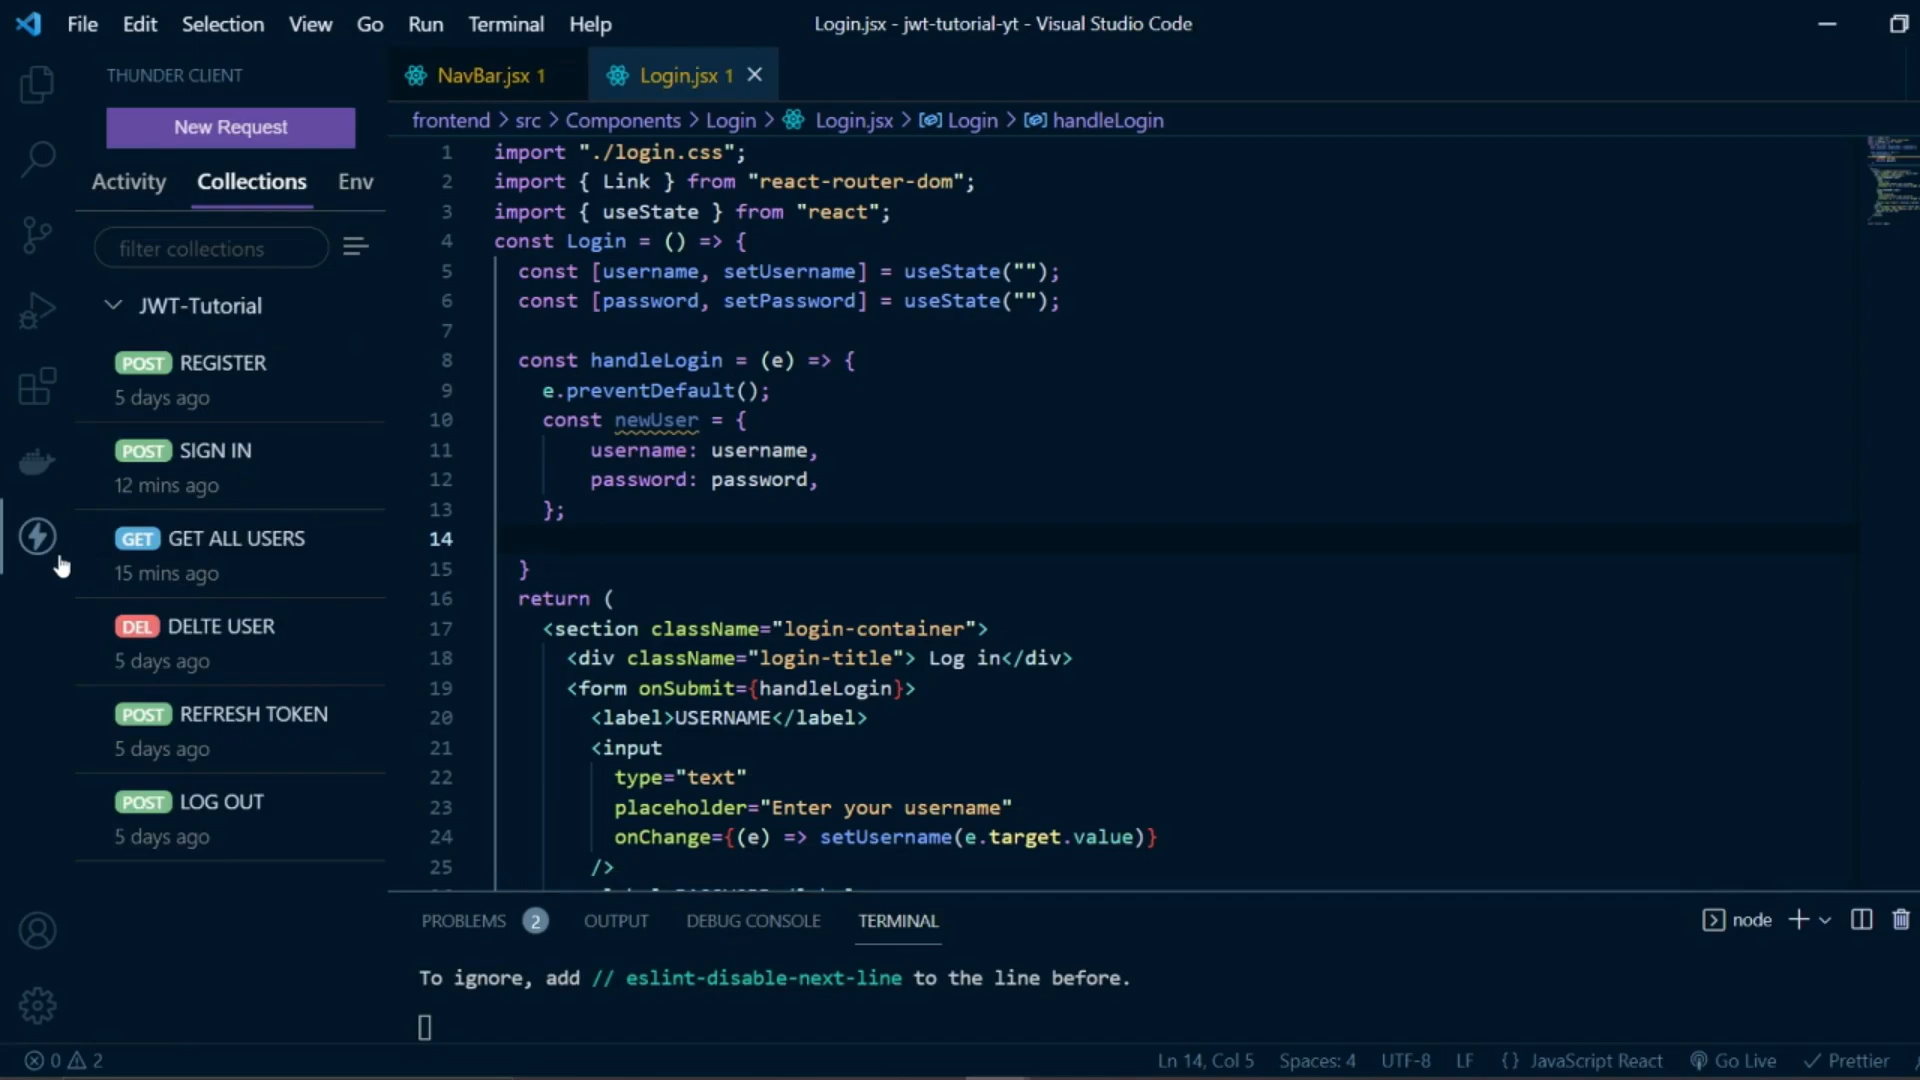 File Edit Selection View Go Run Terminal Help
Login.jsx - jwt-tutorial-yt - Visual Studio Code
THUNDER CLIENT
New Request
Activity Collections Env
filter collections
JWT-Tutorial
POST REGISTER
5 days ago
POST SIGN IN
12 mins ago
GET GET ALL USERS
15 mins ago
DEL DELTE USER
5 days ago
POST REFRESH TOKEN
5 days ago
POST LOG OUT
5 days ago
NavBar.jsx 1
Login.jsx 1
frontend > src > Components > Login > Login.jsx > Login > handleLogin
1 import "./login.css";
2 import { Link } from "react-router-dom";
3 import { useState } from "react";
4 const Login = () => {
5 const [username, setUsername] = useState("");
6 const [password, setPassword] = useState("");
7
8 const handleLogin = (e) => {
9 e.preventDefault();
10 const newUser = {
11 username: username,
12 password: password,
13 };
14
15 }
16 return (
17 <section className="login-container">
18 <div className="login-title"> Log in</div>
19 <form onSubmit={handleLogin}>
20 <label>USERNAME</label>
21 <input
22 type="text"
23 placeholder="Enter your username"
24 onChange={(e) => setUsername(e.target.value)}
25 />
PROBLEMS 2 OUTPUT DEBUG CONSOLE TERMINAL
node
To ignore, add // eslint-disable-next-line to the line before.
0 2
Ln 14, Col 5 Spaces: 4 UTF-8 LF {} JavaScript React Go Live Prettier